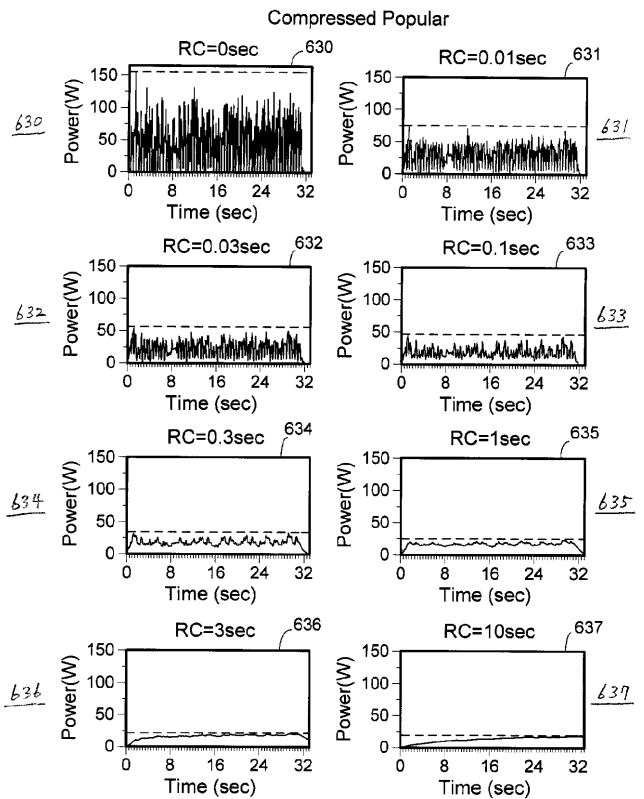 Compressed Popular
RC=0sec 630
150
100
50
0
Power(W)
0 8 16 24 32
Time (sec)
630
RC=0.01sec 631
150
100
50
0
Power(W)
0 8 16 24 32
Time (sec)
631
RC=0.03sec 632
150
100
50
0
Power(W)
0 8 16 24 32
Time (sec)
632
RC=0.1sec 633
150
100
50
0
Power(W)
0 8 16 24 32
Time (sec)
633
RC=0.3sec 634
150
100
50
0
Power(W)
0 8 16 24 32
Time (sec)
634
RC=1sec 635
150
100
50
0
Power(W)
0 8 16 24 32
Time (sec)
635
RC=3sec 636
150
100
50
0
Power(W)
0 8 16 24 32
Time (sec)
636
RC=10sec 637
150
100
50
0
Power(W)
0 8 16 24 32
Time (sec)
637